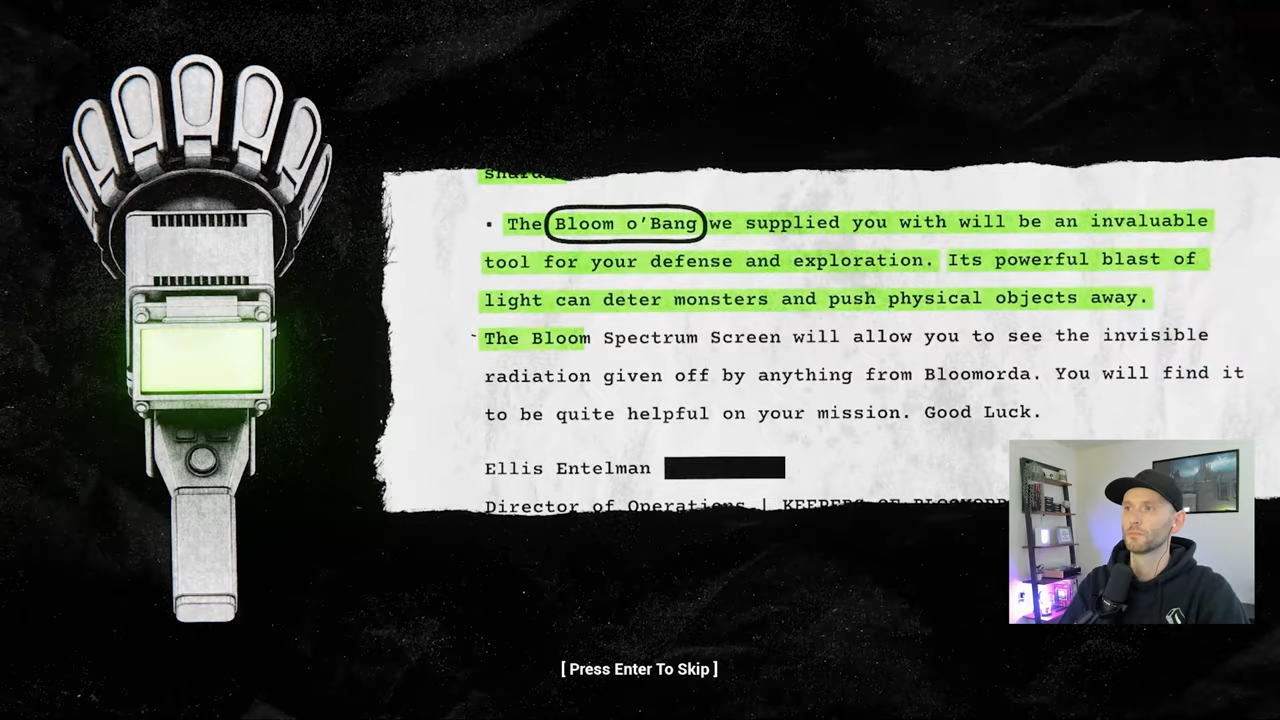 · The Bloom o'Bang we supplied you with will be an invaluable
tool for your defense and exploration. Its powerful blast of
light can deter monsters and push physical objects away.
The Bloom Spectrum Screen will allow you to see the invisible
radiation given off by anything from Bloomorda. You will find it
to be quite helpful on your mission. Good Luck.
Ellis Entelman
Director of Operations | KEEPERS OF
[ Press Enter To Skip ]